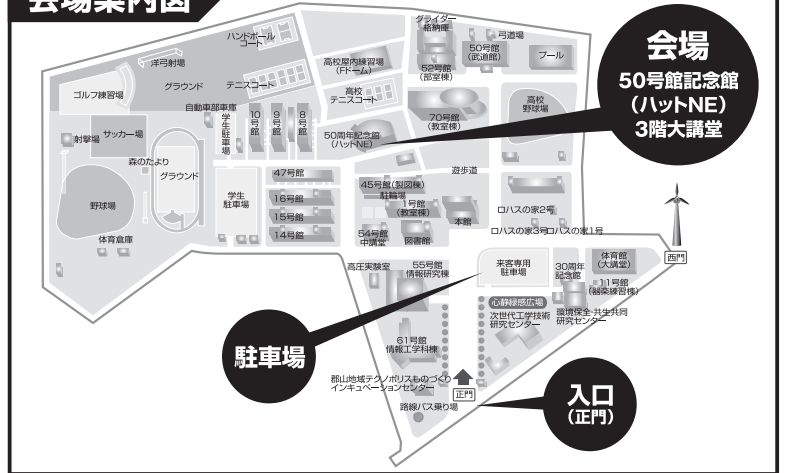 会場案内図
会場
50号館記念館
（ハットNE）
3階大講堂
グライダー
格納庫
弓道場
50号館
（武道館）
プール
52号館
（部室棟）
ハンドボール
コート
洋弓射場
高校屋内練習場
（Fドーム）
ゴルフ練習場
グラウンド
テニスコート
高校
テニスコート
高校
野球場
自動車部車庫
学生駐車場
10号館
9号館
8号館
70号館
（教室棟）
50周年記念館
（ハットNE）
射撃場
サッカー場
森のたより
グラウンド
野球場
体育倉庫
学生
駐車場
47号館
16号館
15号館
14号館
遊歩道
45号館（製図棟）
駐輪場
1号館
（教室棟）
本館
54号館
中講堂
図書館
ロハスの家2号
ロハスの家3号
ロハスの家1号
西門
高圧実験室
55号館
情報研究棟
来客専用
駐車場
30周年
記念館
体育館
（大講堂）
11号館
（器楽練習棟）
心静緑感広場
次世代工学技術
研究センター
環境保全・共生共同
研究センター
駐車場
61号館
情報工学科棟
郡山地域テクノポリスものづくり
インキュベーションセンター
正門
路線バス乗り場
入口
（正門）